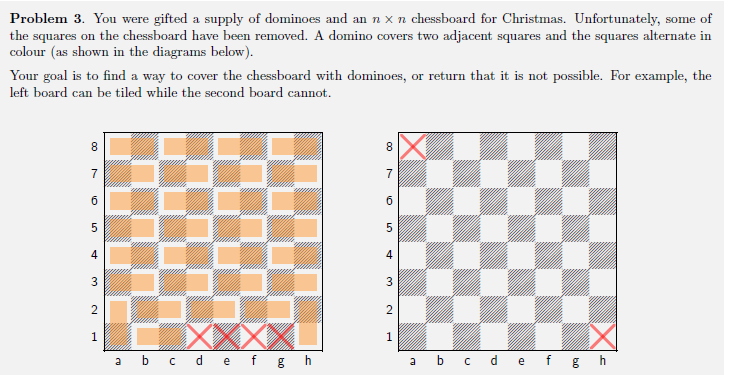 Problem 3. You were gifted a supply of dominoes and an n × n chessboard for Christmas. Unfortunately, some of
the squares on the chessboard have been removed. A domino covers two adjacent squares and the squares alternate in
colour (as shown in the diagrams below).
Your goal is to find a way to cover the chessboard with dominoes, or return that it is not possible. For example, the
left board can be tiled while the second board cannot.
8
7
6
5
4
3
2
1
a b c d e f g h
8
7
6
5
4
3
2
1
a b c d e f g h